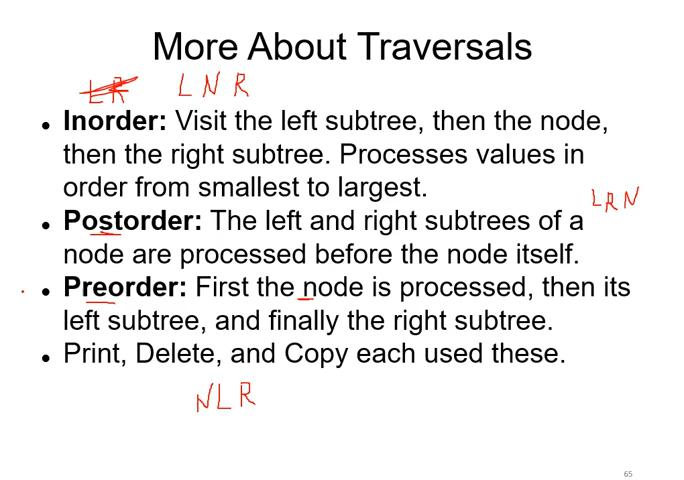 More About Traversals
LR
L N R
• Inorder: Visit the left subtree, then the node,
then the right subtree. Processes values in
order from smallest to largest.
L R N
• Postorder: The left and right subtrees of a
node are processed before the node itself.
• Preorder: First the node is processed, then its
left subtree, and finally the right subtree.
• Print, Delete, and Copy each used these.
N L R
65